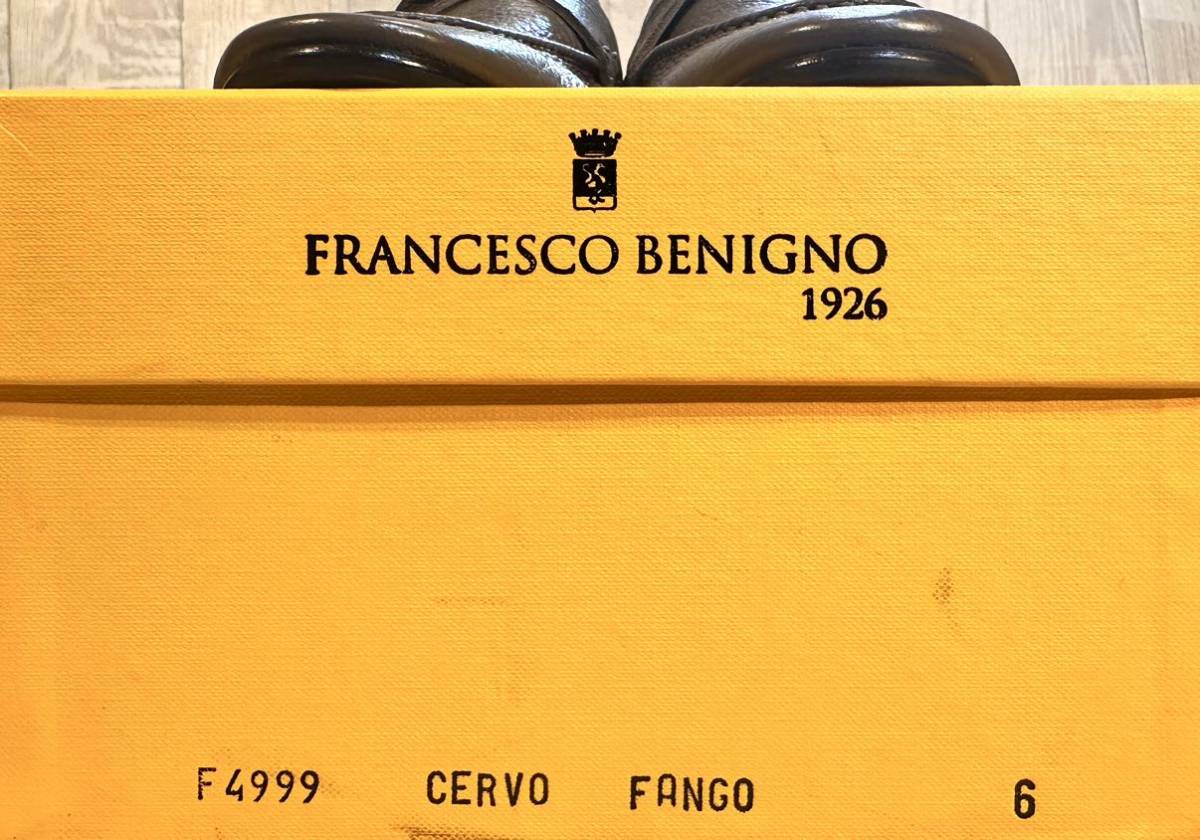 FRANCESCO BENIGNO
1926
F4999 CERVO FANGO 6